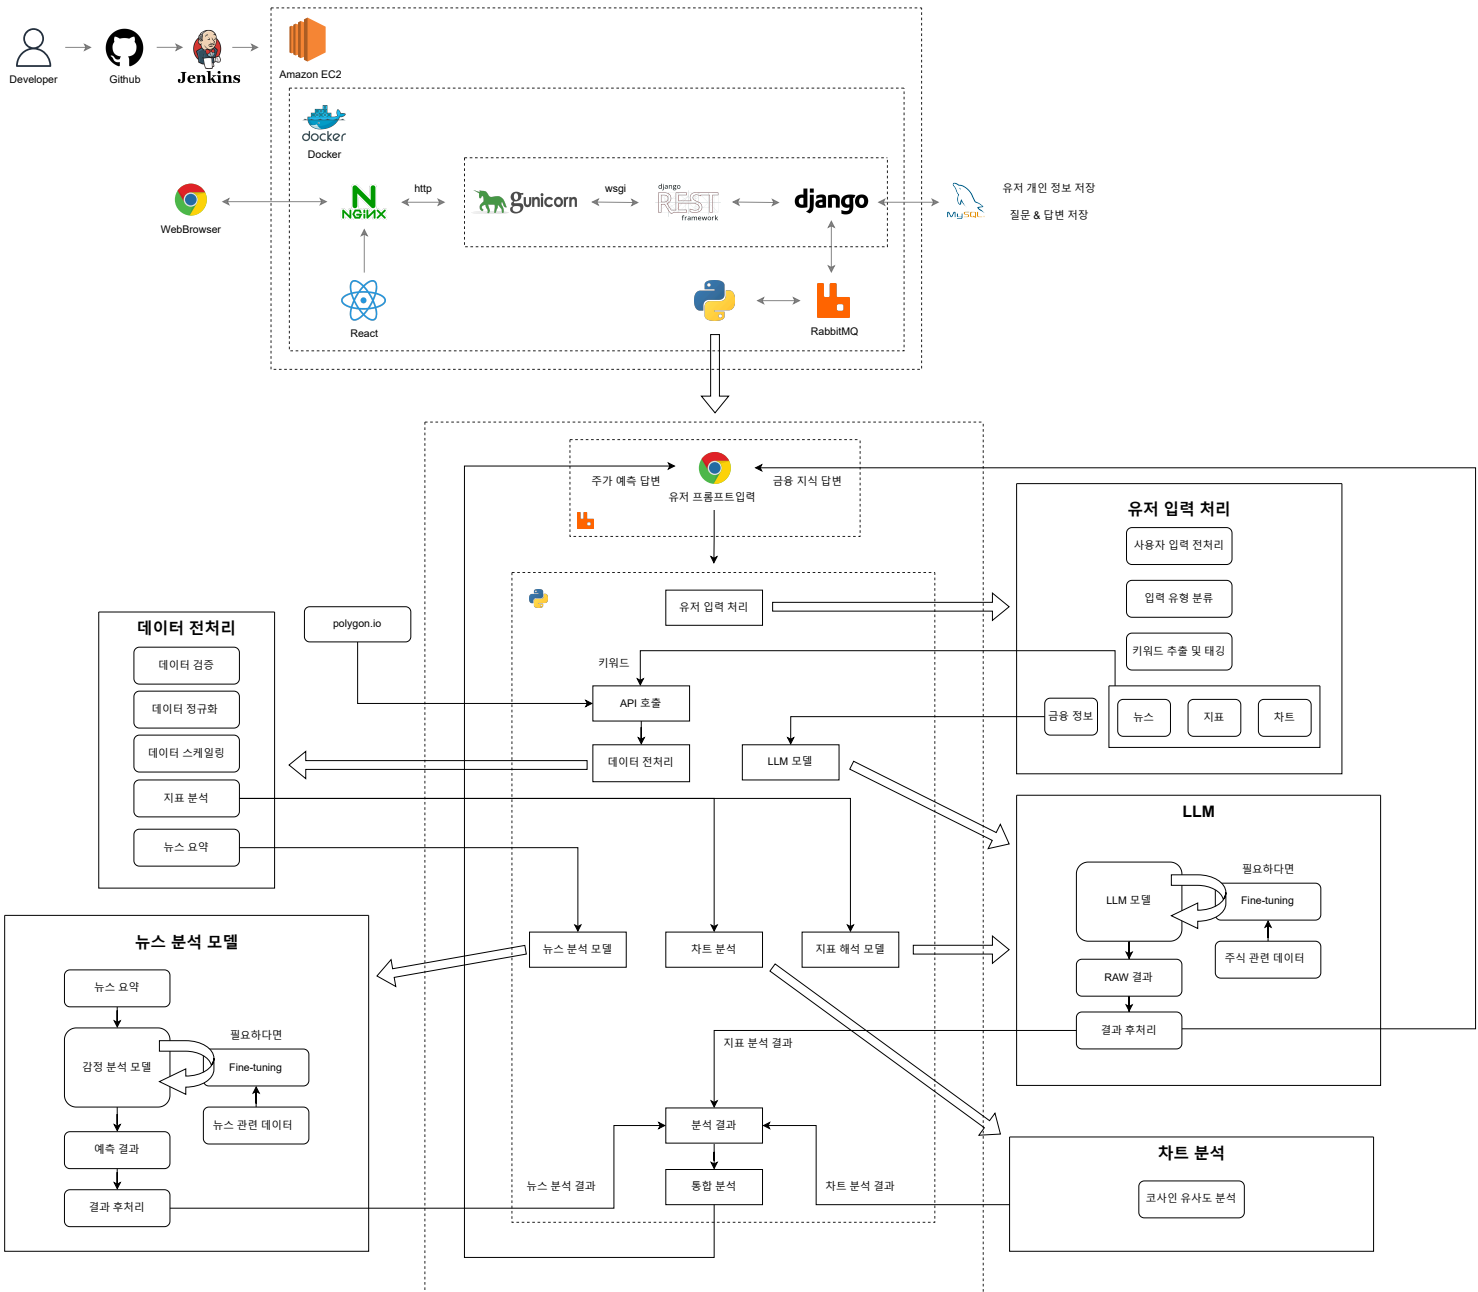 Developer
Github
Jenkins
Amazon EC2
docker
Docker
WebBrowser
NGiNX
http
gunicorn
wsgi
django
REST
framework
django
MySQL
유저 개인 정보 저장
질문 & 답변 저장
React
RabbitMQ
주가 예측 답변
금융 지식 답변
유저 프롬프트입력
유저 입력 처리
유저 입력 처리
사용자 입력 전처리
입력 유형 분류
키워드 추출 및 태깅
금융 정보
뉴스
지표
차트
데이터 전처리
데이터 검증
데이터 정규화
데이터 스케일링
지표 분석
뉴스 요약
polygon.io
키워드
API 호출
데이터 전처리
LLM 모델
LLM
LLM 모델
필요하다면
Fine-tuning
주식 관련 데이터
RAW 결과
결과 후처리
뉴스 분석 모델
차트 분석
지표 해석 모델
뉴스 분석 모델
뉴스 요약
감정 분석 모델
필요하다면
Fine-tuning
뉴스 관련 데이터
예측 결과
결과 후처리
지표 분석 결과
분석 결과
통합 분석
뉴스 분석 결과
차트 분석 결과
차트 분석
코사인 유사도 분석